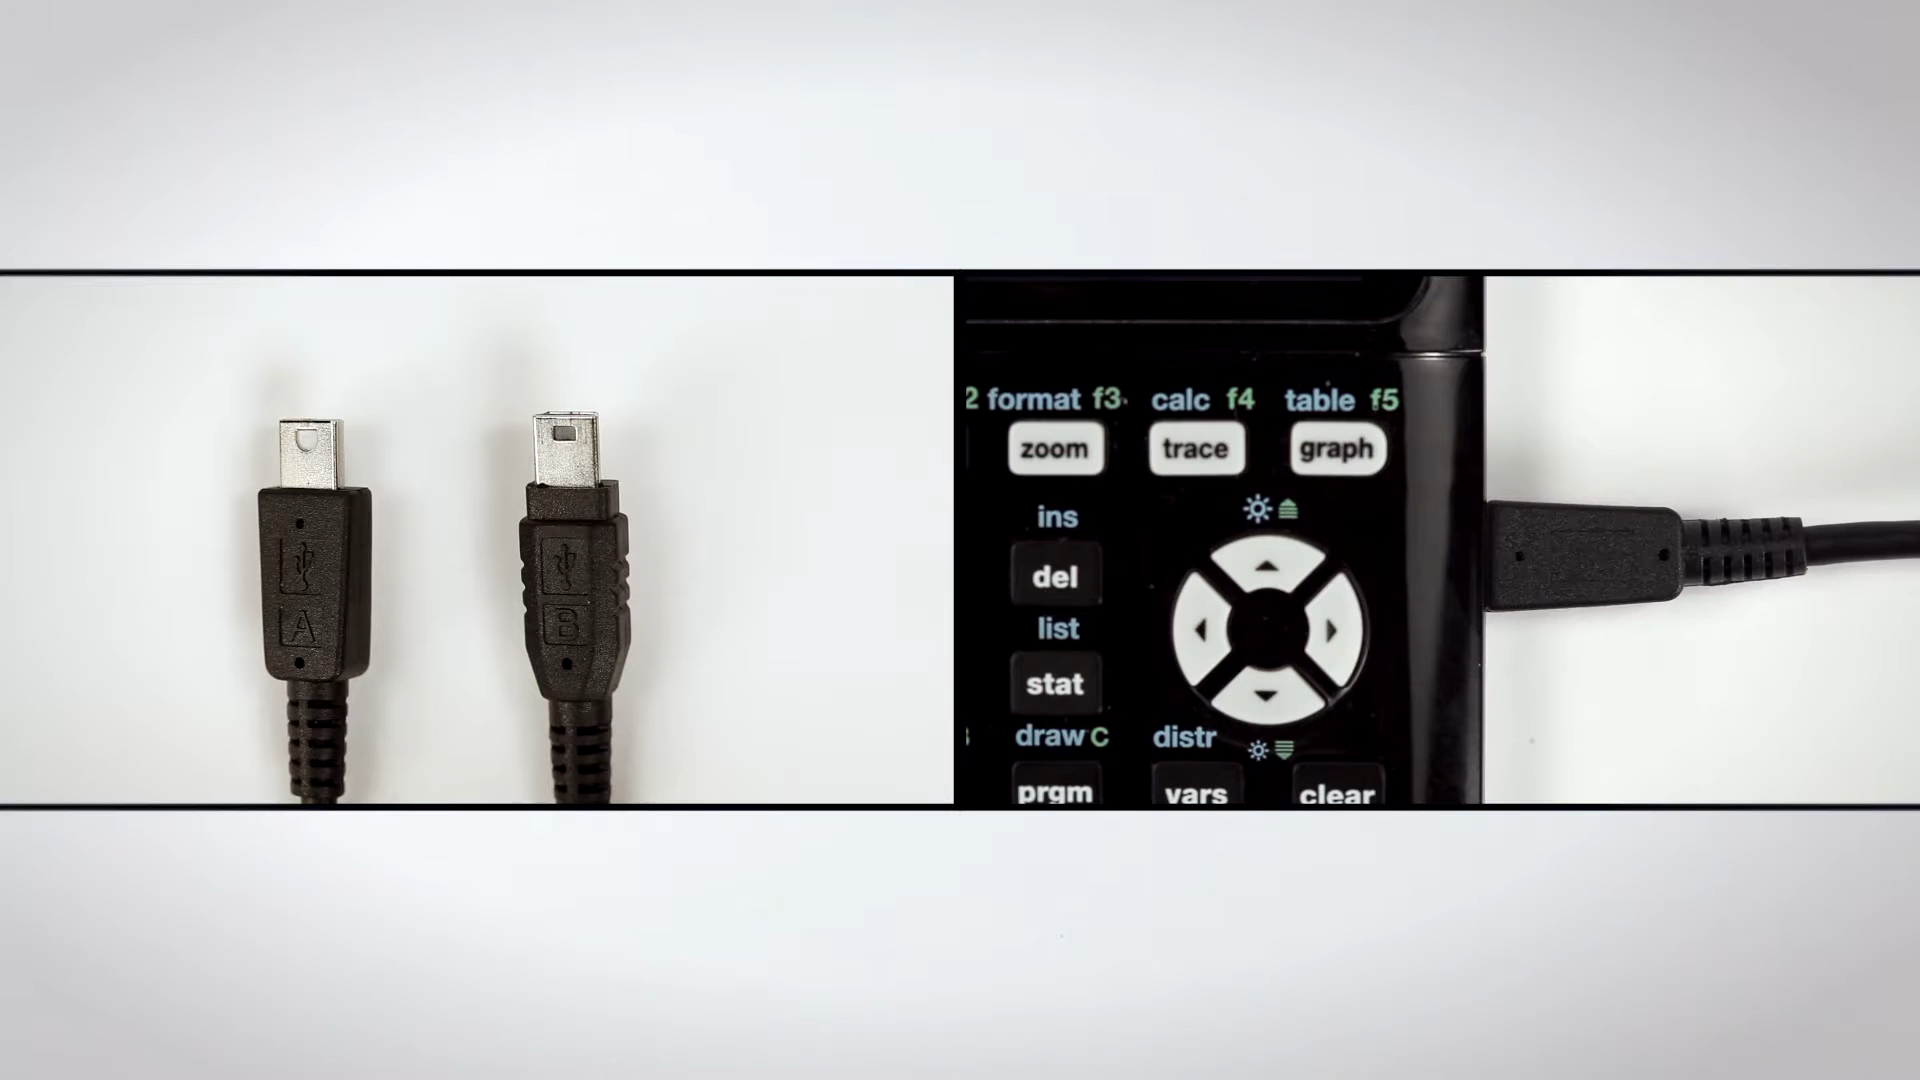 A
B
2 format f3 calc f4 table f5
zoom trace graph
ins
del
list
stat
draw C distr
prgm vars clear